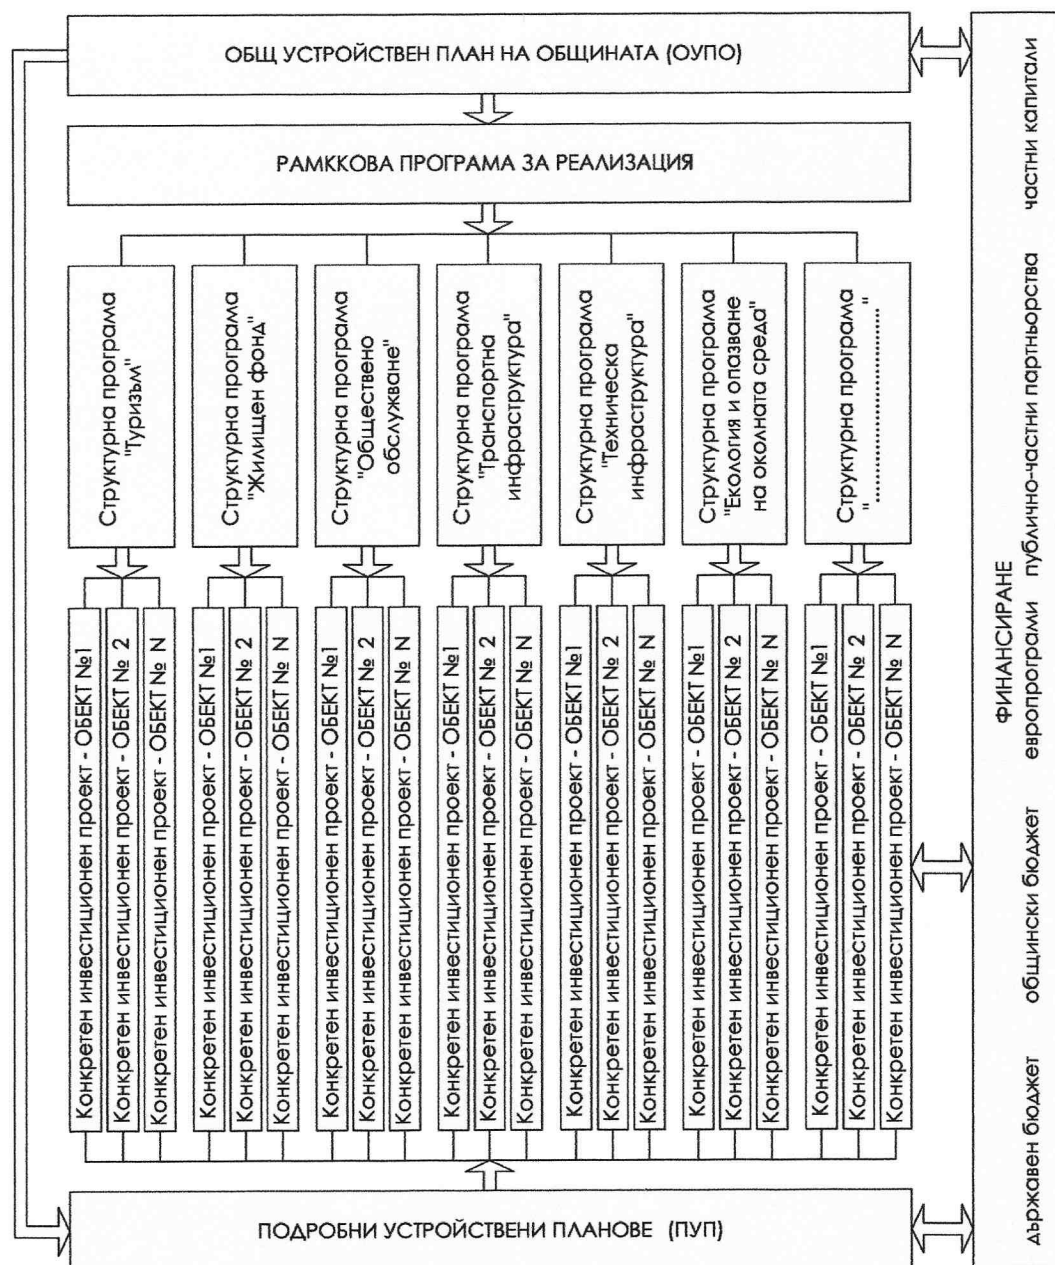 ОБЩ УСТРОЙСТВЕН ПЛАН НА ОБЩИНАТА (ОУПО)
РАМККОВА ПРОГРАМА ЗА РЕАЛИЗАЦИЯ
Структурна програма
"Туризъм"
Структурна програма
"Жилищен фонд"
Структурна програма
"Обществено
обслужване"
Структурна програма
"Транспортна
инфраструктура"
Структурна програма
"Техническа
инфраструктура"
Структурна програма
"Екология и опазване
на околната среда"
Структурна програма
"..............................."
Конкретен инвестиционен проект - ОБЕКТ №1
Конкретен инвестиционен проект - ОБЕКТ № 2
Конкретен инвестиционен проект - ОБЕКТ № N
Конкретен инвестиционен проект - ОБЕКТ №1
Конкретен инвестиционен проект - ОБЕКТ № 2
Конкретен инвестиционен проект - ОБЕКТ № N
Конкретен инвестиционен проект - ОБЕКТ №1
Конкретен инвестиционен проект - ОБЕКТ № 2
Конкретен инвестиционен проект - ОБЕКТ № N
Конкретен инвестиционен проект - ОБЕКТ №1
Конкретен инвестиционен проект - ОБЕКТ № 2
Конкретен инвестиционен проект - ОБЕКТ № N
Конкретен инвестиционен проект - ОБЕКТ №1
Конкретен инвестиционен проект - ОБЕКТ № 2
Конкретен инвестиционен проект - ОБЕКТ № N
Конкретен инвестиционен проект - ОБЕКТ №1
Конкретен инвестиционен проект - ОБЕКТ № 2
Конкретен инвестиционен проект - ОБЕКТ № N
Конкретен инвестиционен проект - ОБЕКТ №1
Конкретен инвестиционен проект - ОБЕКТ № 2
Конкретен инвестиционен проект - ОБЕКТ № N
ПОДРОБНИ УСТРОЙСТВЕНИ ПЛАНОВЕ (ПУП)
ФИНАНСИРАНЕ
държавен бюджет общински бюджет европрограми публично-частни партньорства частни капитали